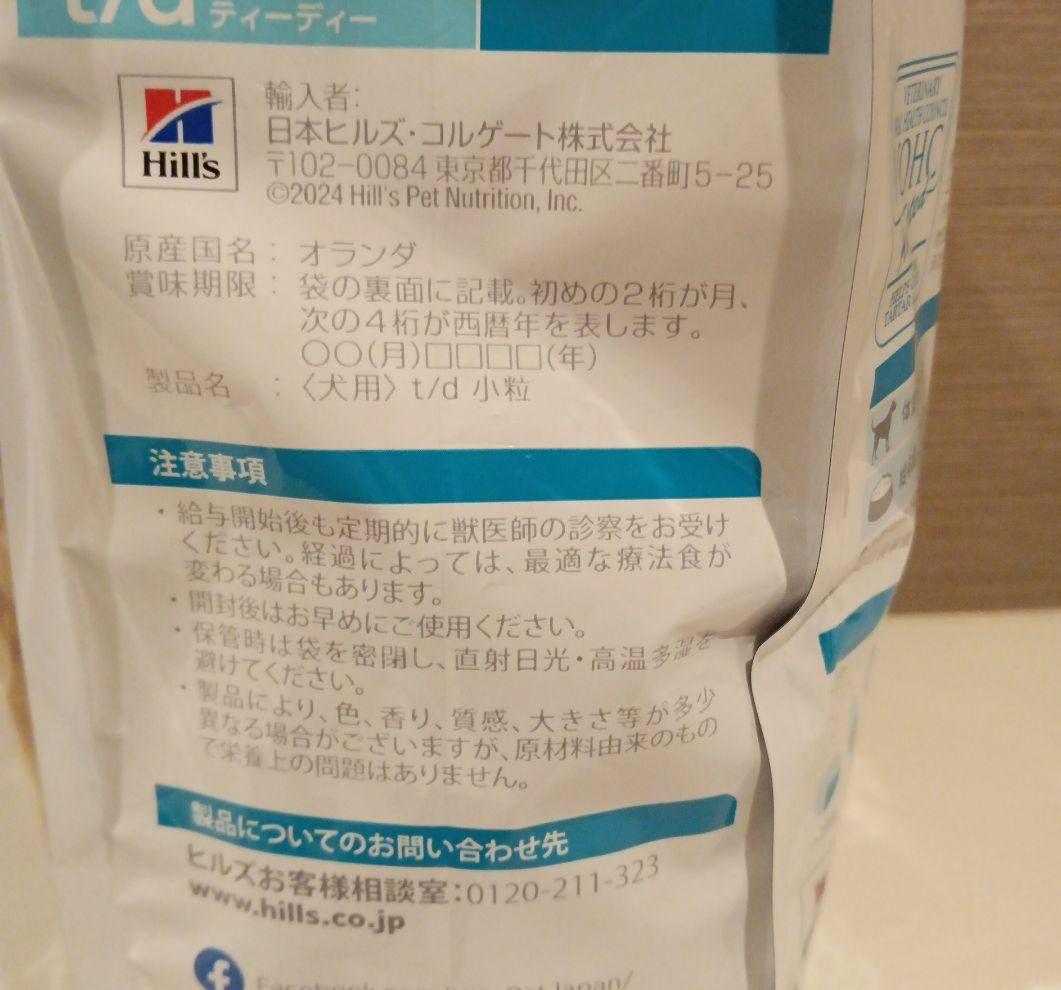 t/d ティーディー
Hill's
輸入者:
日本ヒルズ・コルゲート株式会社
〒102-0084 東京都千代田区二番町5-25
©2024 Hill's Pet Nutrition, Inc.
原産国名： オランダ
賞味期限： 袋の裏面に記載。初めの2桁が月、
次の4桁が西暦年を表します。
〇〇(月)□□□□(年)
製品名 ：〈犬用〉t/d 小粒
注意事項
・給与開始後も定期的に獣医師の診察をお受け
ください。経過によっては、最適な療法食が
変わる場合もあります。
・開封後はお早めにご使用ください。
・保管時は袋を密閉し、直射日光・高温多湿を
避けてください。
・製品により、色、香り、質感、大きさ等が多少
異なる場合がございますが、原材料由来のもの
で栄養上の問題はありません。
製品についてのお問い合わせ先
ヒルズお客様相談室：0120-211-323
www.hills.co.jp
Facebook
Japan/
VETERINARY
HEALTH COUNCIL
VOHC
HELPS
TARTAR